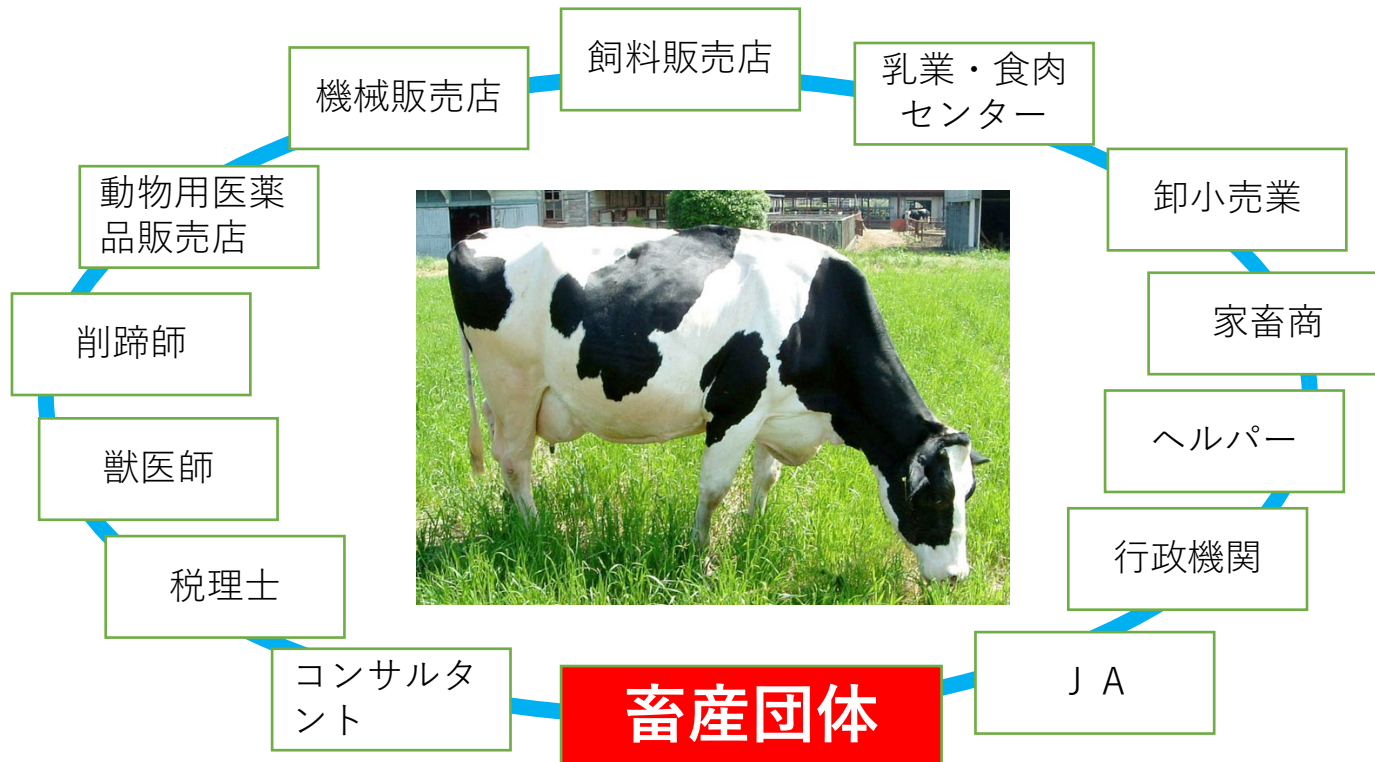 飼料販売店
乳業・食肉
センター
卸小売業
家畜商
ヘルパー
行政機関
ＪＡ
畜産団体
コンサルタ
ント
税理士
獣医師
削蹄師
動物用医薬
品販売店
機械販売店